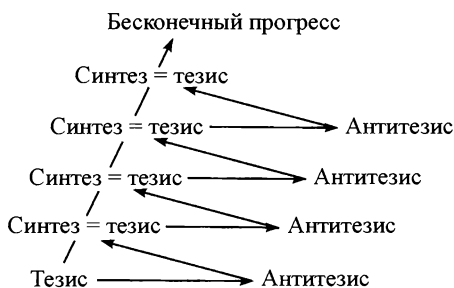 Бесконечный прогресс
Синтез = тезис
Синтез = тезис Антитезис
Синтез = тезис Антитезис
Синтез = тезис Антитезис
Тезис Антитезис